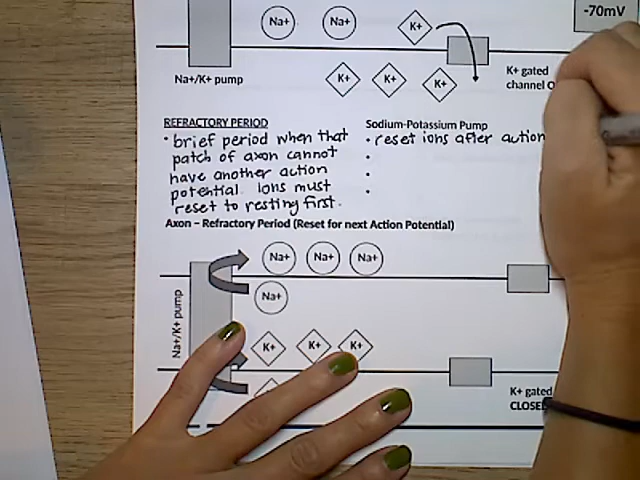 -70mV
Na+ Na+ K+
Na+/K+ pump
K+ K+ K+
K+ gated
channel O
REFRACTORY PERIOD
• brief period when that
patch of axon cannot
have another action
potential. Ions must
reset to resting first.
Sodium-Potassium Pump
• reset ions after action
•
•
•
Axon – Refractory Period (Reset for next Action Potential)
Na+ Na+ Na+
Na+
Na+/K+ pump
K+ K+ K+
K+ gated
CLOSED